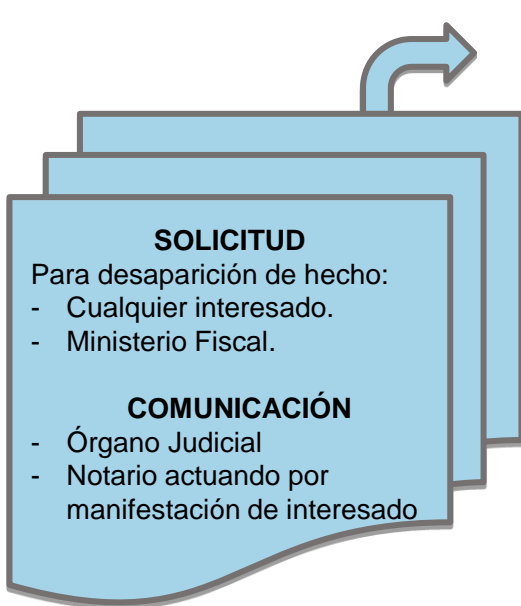 SOLICITUD
Para desaparición de hecho:
- Cualquier interesado.
- Ministerio Fiscal.
COMUNICACIÓN
- Órgano Judicial
- Notario actuando por
manifestación de interesado